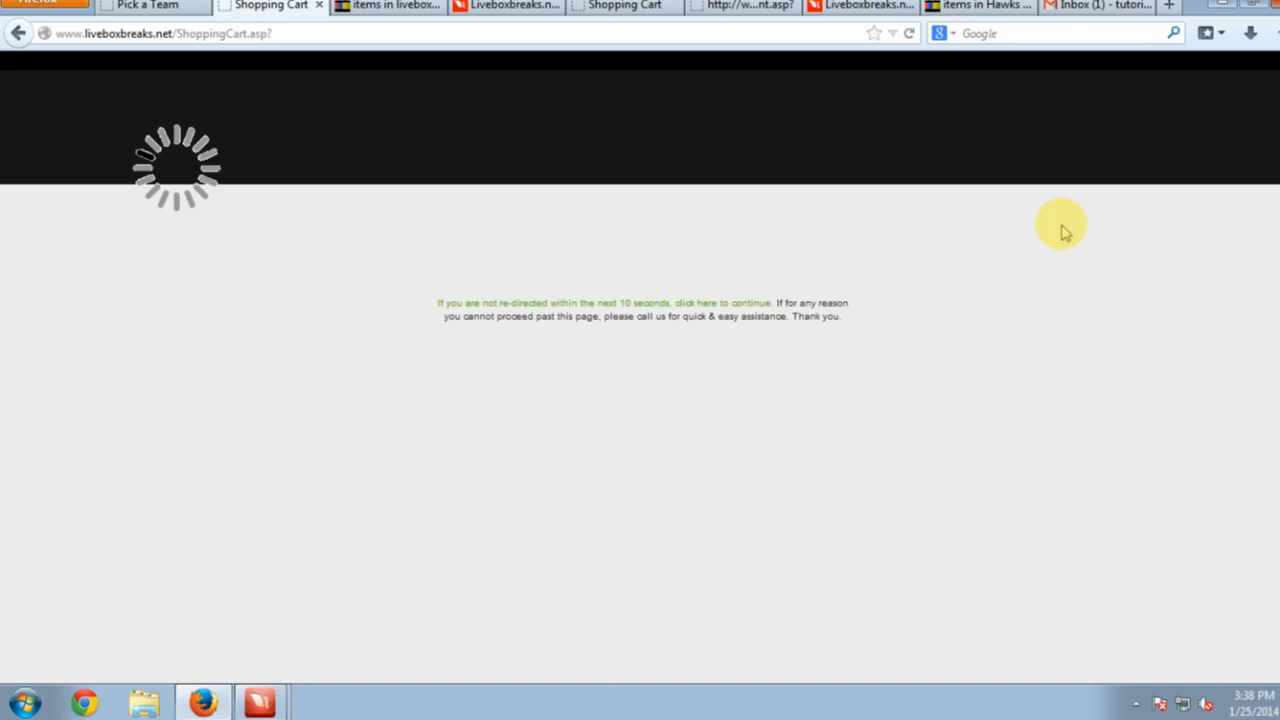 Pick a Team
Shopping Cart
items in livebox...
Liveboxbreaks.n...
Shopping Cart
http://w...nt.asp?
Liveboxbreaks.n...
items in Hawks ...
Inbox (1) - tutori...
www.liveboxbreaks.net/ShoppingCart.asp?
Google
If you are not re-directed within the next 10 seconds, click here to continue. If for any reason
you cannot proceed past this page, please call us for quick & easy assistance. Thank you.
3:38 PM
1/25/2014